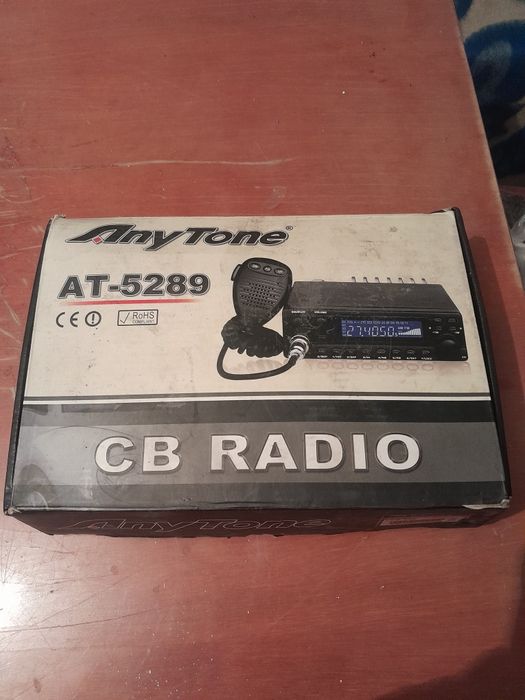 AnyTone®
AT-5289
CE
RoHS
COMPLIANT
27.4050
CB RADIO
AnyTone